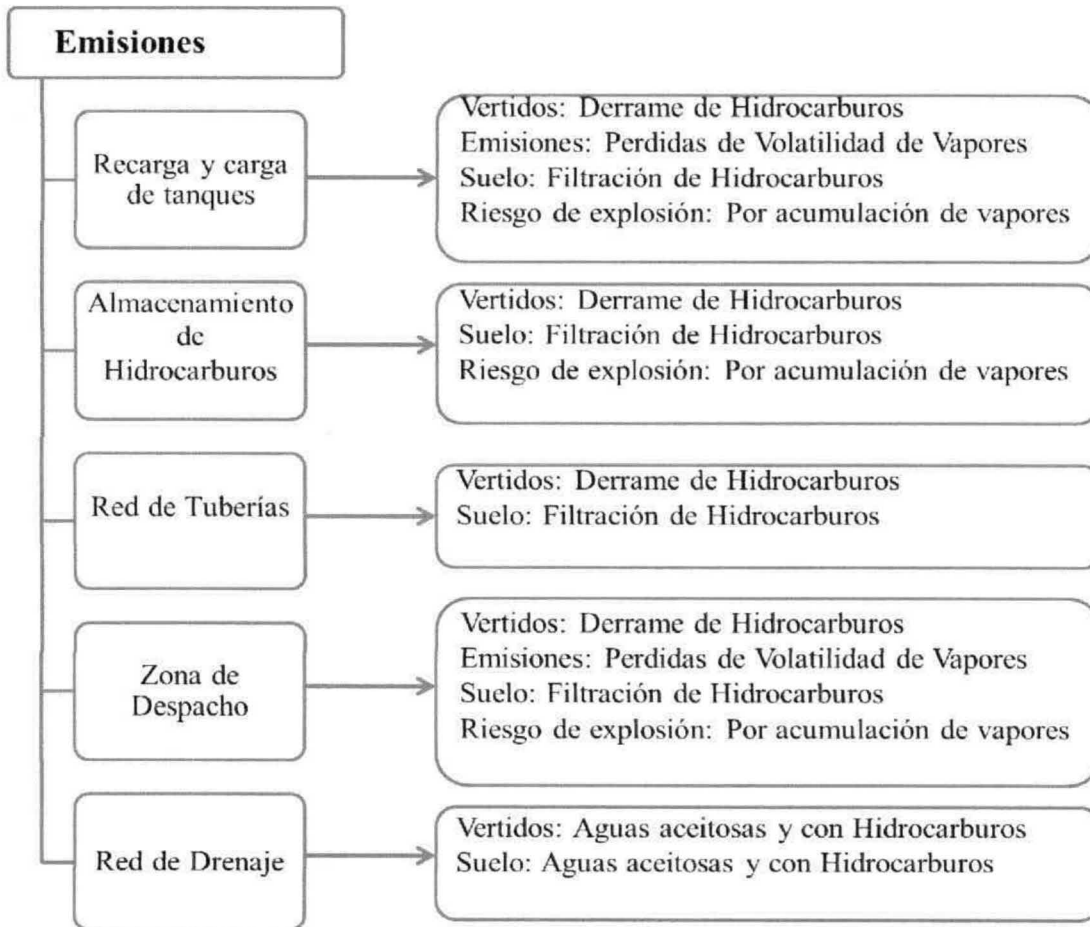 Emisiones
Recarga y carga
de tanques
Vertidos: Derrame de Hidrocarburos
Emisiones: Perdidas de Volatilidad de Vapores
Suelo: Filtración de Hidrocarburos
Riesgo de explosión: Por acumulación de vapores
Almacenamiento
de
Hidrocarburos
Vertidos: Derrame de Hidrocarburos
Suelo: Filtración de Hidrocarburos
Riesgo de explosión: Por acumulación de vapores
Red de Tuberías
Vertidos: Derrame de Hidrocarburos
Suelo: Filtración de Hidrocarburos
Zona de
Despacho
Vertidos: Derrame de Hidrocarburos
Emisiones: Perdidas de Volatilidad de Vapores
Suelo: Filtración de Hidrocarburos
Riesgo de explosión: Por acumulación de vapores
Red de Drenaje
Vertidos: Aguas aceitosas y con Hidrocarburos
Suelo: Aguas aceitosas y con Hidrocarburos